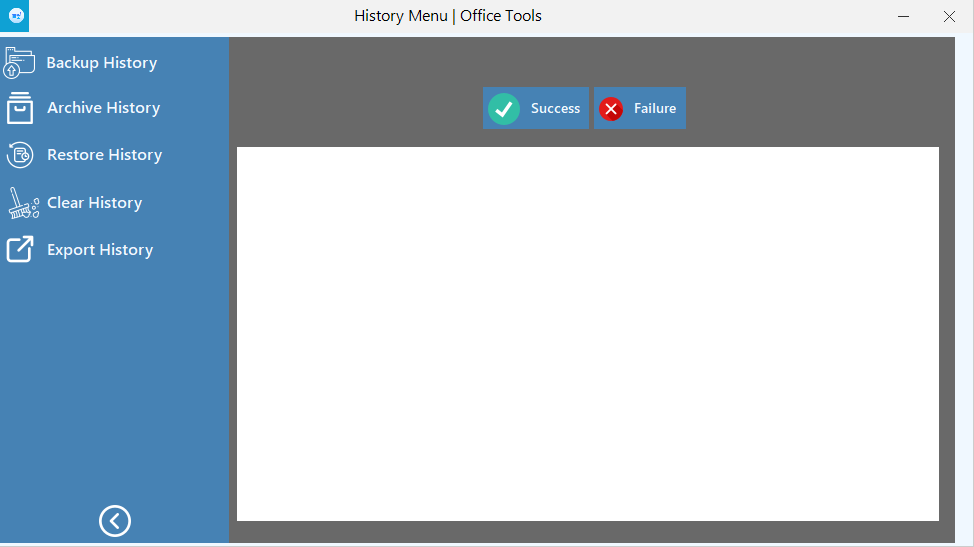 History Menu | Office Tools
Backup History
Archive History
Restore History
Clear History
Export History
Success
Failure